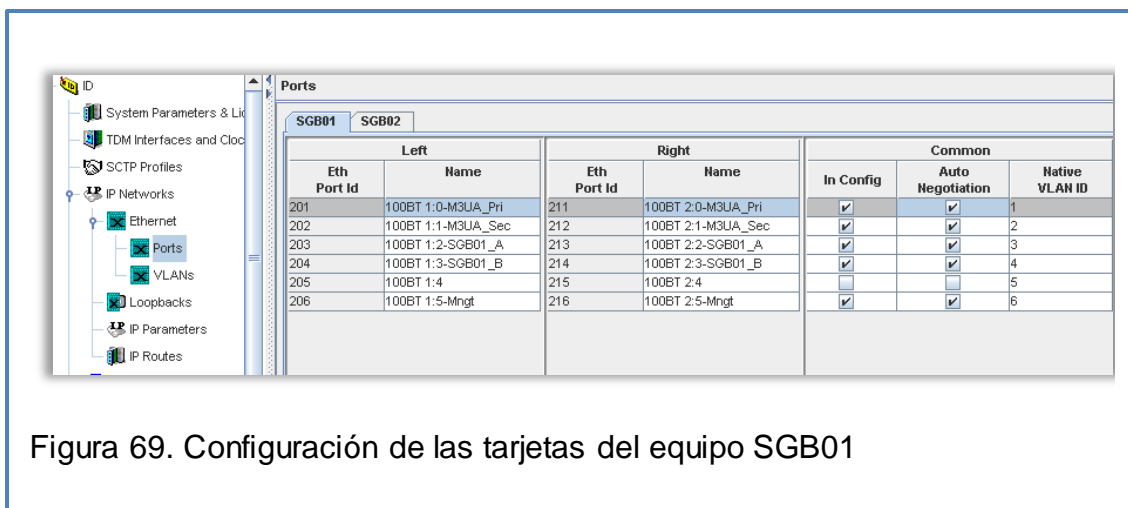 ID
System Parameters & Lic
TDM Interfaces and Cloc
SCTP Profiles
IP Networks
Ethernet
Ports
VLANs
Loopbacks
IP Parameters
IP Routes
Ports
SGB01 SGB02
Left Right Common
Eth Port Id Name Eth Port Id Name In Config Auto Negotiation Native VLAN ID
201 100BT 1:0-M3UA_Pri 211 100BT 2:0-M3UA_Pri 1
202 100BT 1:1-M3UA_Sec 212 100BT 2:1-M3UA_Sec 2
203 100BT 1:2-SGB01_A 213 100BT 2:2-SGB01_A 3
204 100BT 1:3-SGB01_B 214 100BT 2:3-SGB01_B 4
205 100BT 1:4 215 100BT 2:4 5
206 100BT 1:5-Mngt 216 100BT 2:5-Mngt 6
Figura 69. Configuración de las tarjetas del equipo SGB01